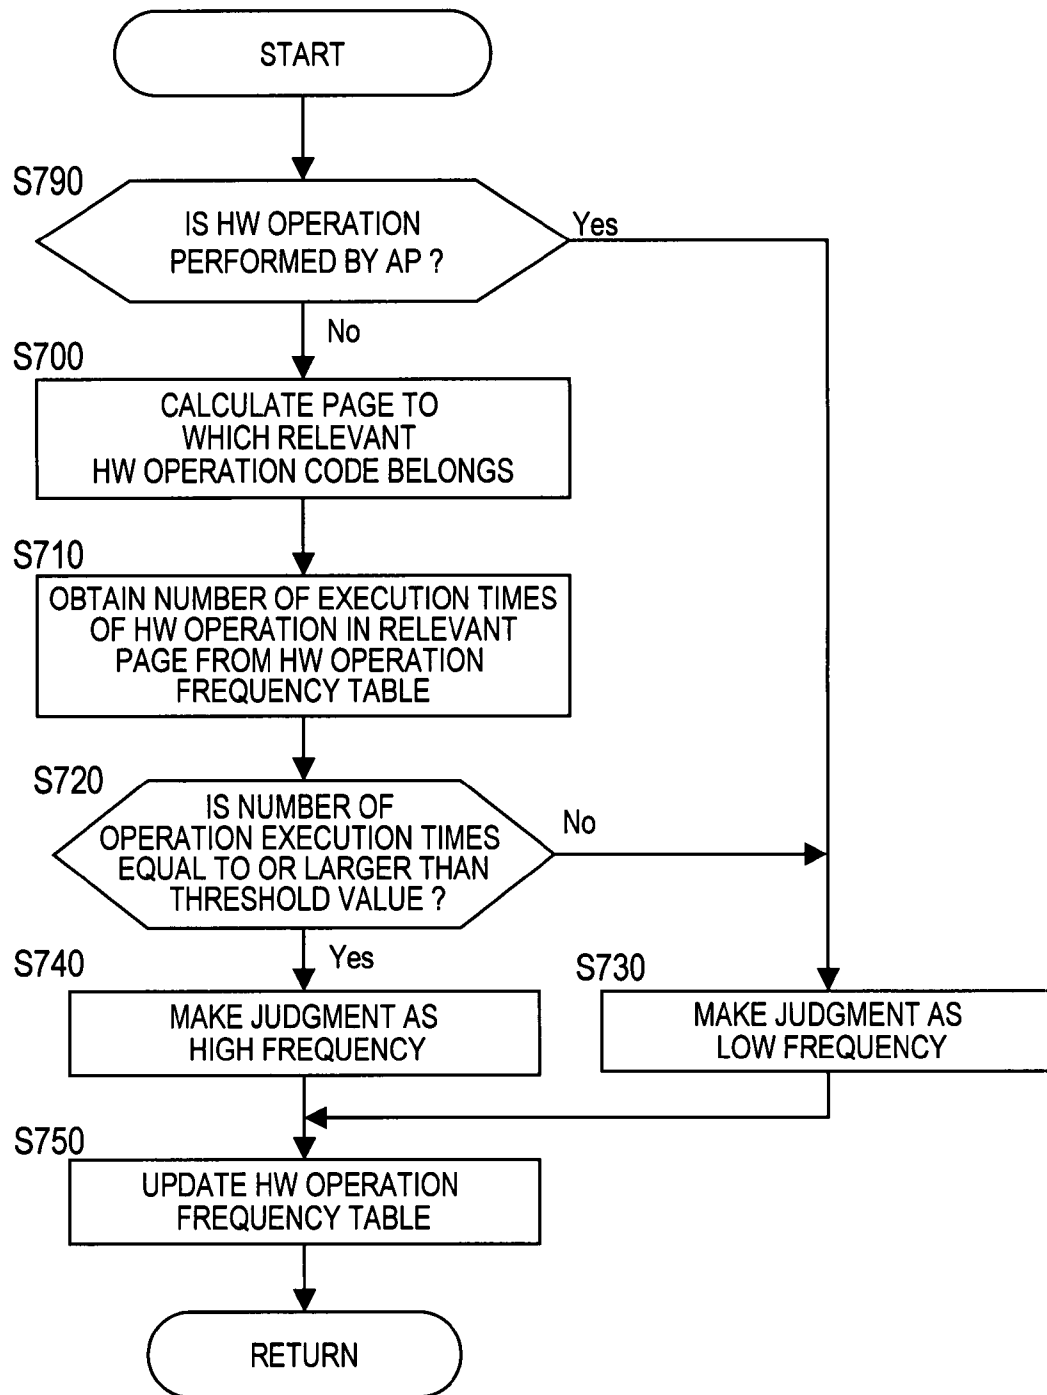 START
S790
IS HW OPERATION
PERFORMED BY AP ?
Yes
No
S700
CALCULATE PAGE TO
WHICH RELEVANT
HW OPERATION CODE BELONGS
S710
OBTAIN NUMBER OF EXECUTION TIMES
OF HW OPERATION IN RELEVANT
PAGE FROM HW OPERATION
FREQUENCY TABLE
S720
IS NUMBER OF
OPERATION EXECUTION TIMES
EQUAL TO OR LARGER THAN
THRESHOLD VALUE ?
No
Yes
S740
MAKE JUDGMENT AS
HIGH FREQUENCY
S730
MAKE JUDGMENT AS
LOW FREQUENCY
S750
UPDATE HW OPERATION
FREQUENCY TABLE
RETURN